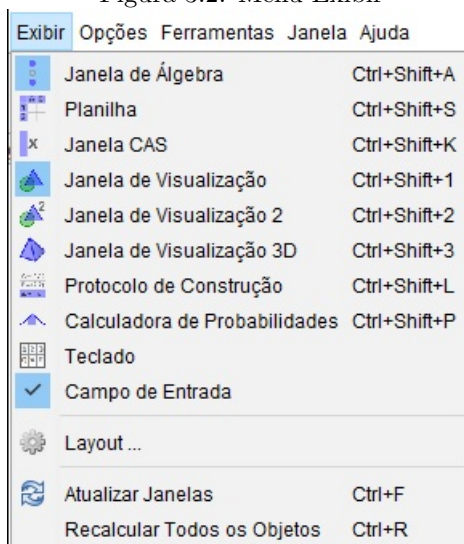 Figura 3.2: Menu Exibir
Exibir Opções Ferramentas Janela Ajuda
Janela de Álgebra Ctrl+Shift+A
Planilha Ctrl+Shift+S
Janela CAS Ctrl+Shift+K
Janela de Visualização Ctrl+Shift+1
Janela de Visualização 2 Ctrl+Shift+2
Janela de Visualização 3D Ctrl+Shift+3
Protocolo de Construção Ctrl+Shift+L
Calculadora de Probabilidades Ctrl+Shift+P
Teclado
Campo de Entrada
Layout ...
Atualizar Janelas Ctrl+F
Recalcular Todos os Objetos Ctrl+R